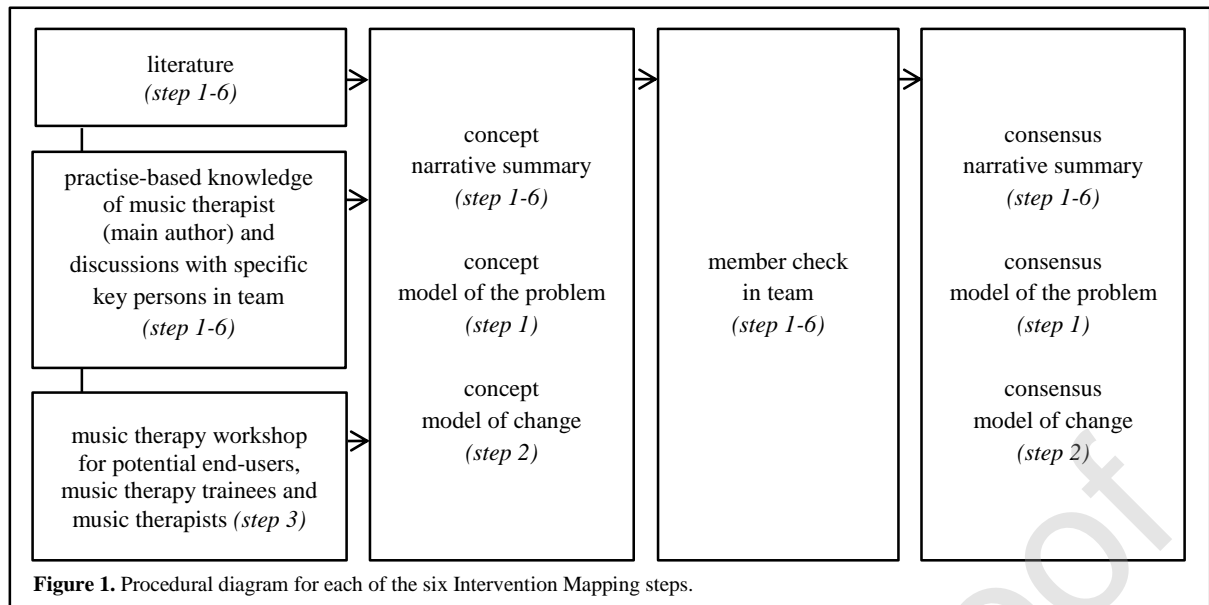 literature
(step 1-6)
practise-based knowledge
of music therapist
(main author) and
discussions with specific
key persons in team
(step 1-6)
music therapy workshop
for potential end-users,
music therapy trainees and
music therapists (step 3)
concept
narrative summary
(step 1-6)
concept
model of the problem
(step 1)
concept
model of change
(step 2)
member check
in team
(step 1-6)
consensus
narrative summary
(step 1-6)
consensus
model of the problem
(step 1)
consensus
model of change
(step 2)
Figure 1. Procedural diagram for each of the six Intervention Mapping steps.